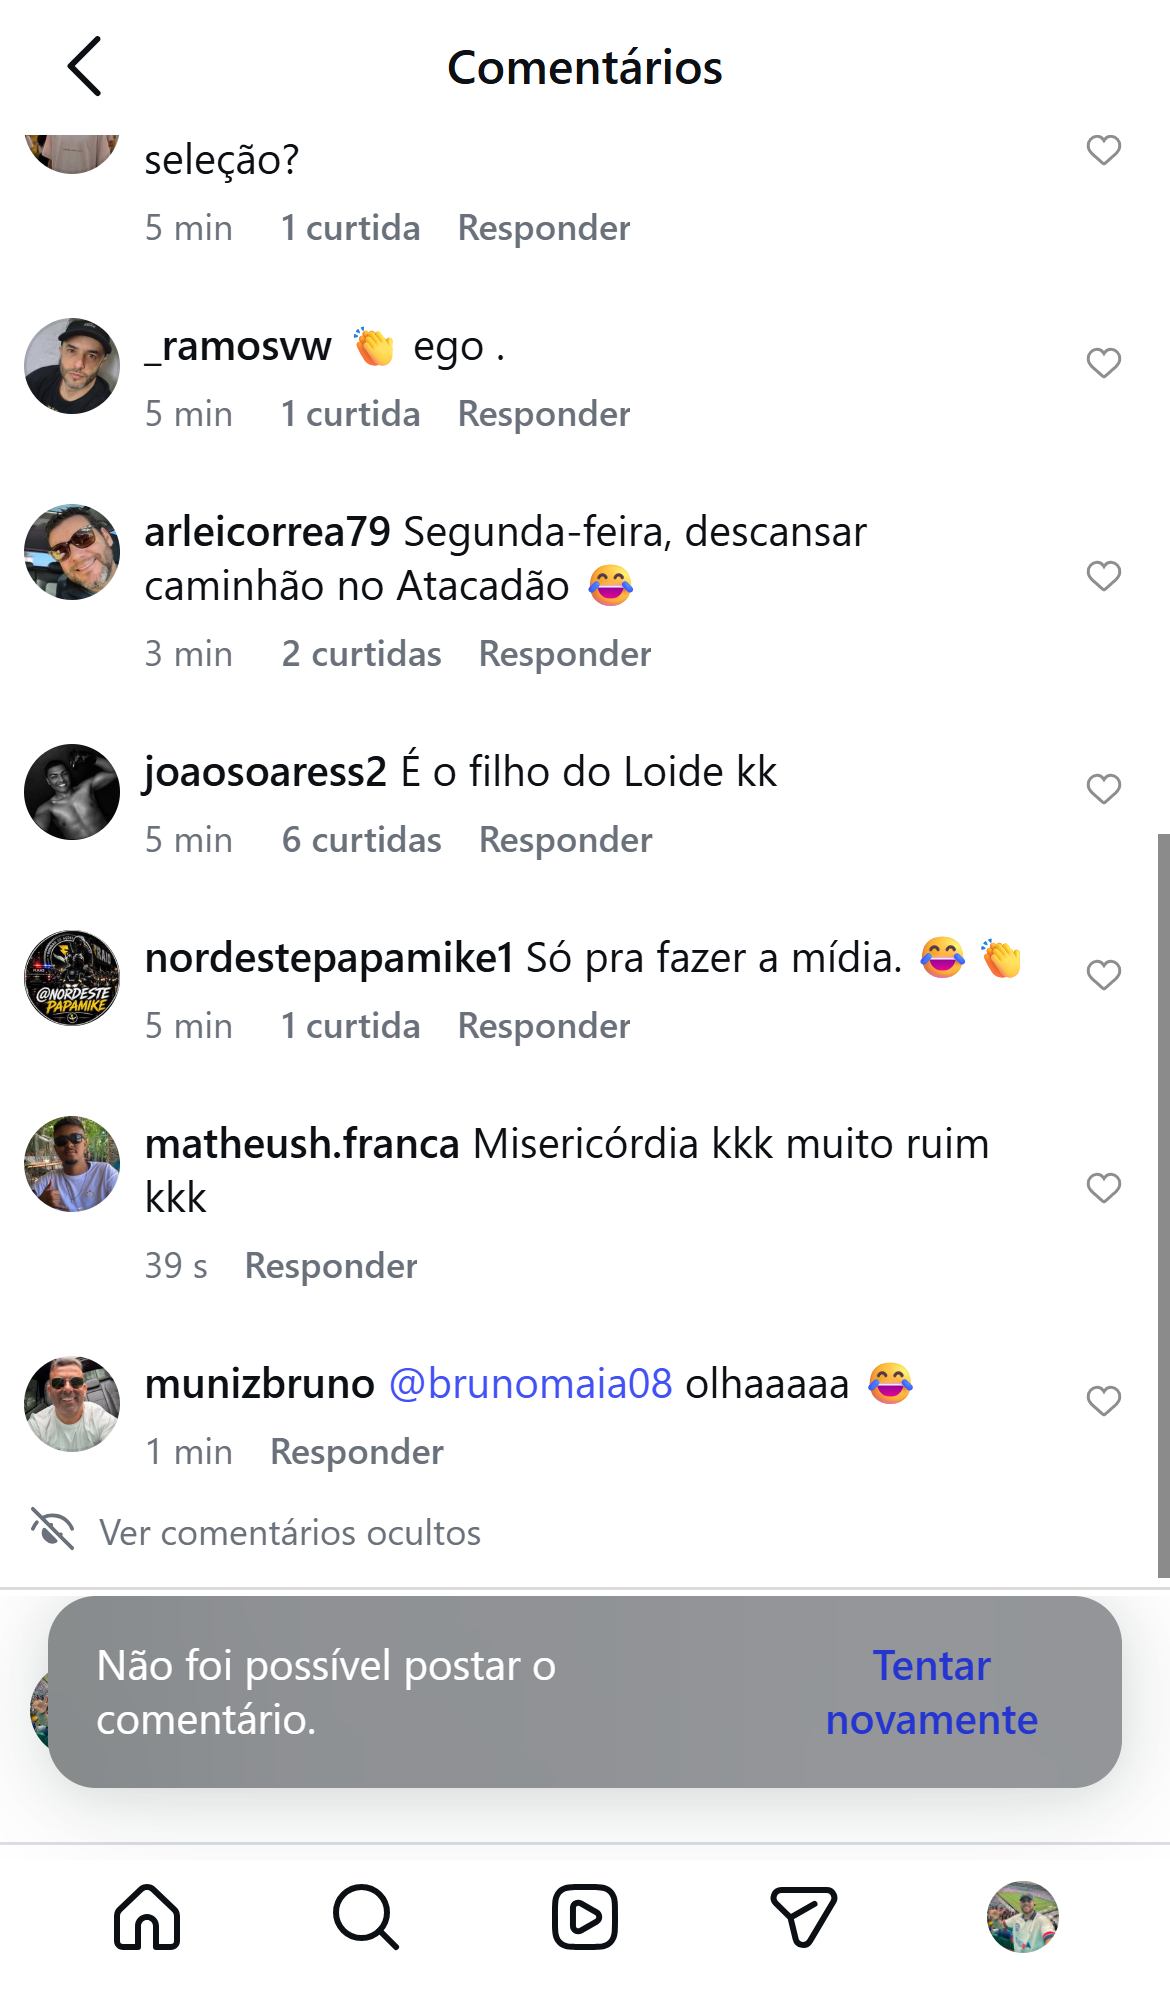 Comentários
seleção?
5 min 1 curtida Responder
_ramosvw 👏 ego .
5 min 1 curtida Responder
arleicorrea79 Segunda-feira, descansar
caminhão no Atacadão 😂
3 min 2 curtidas Responder
joaosoaress2 É o filho do Loide kk
5 min 6 curtidas Responder
@NORDESTE
PAPAMIKE
nordestepapamike1 Só pra fazer a mídia. 😂 👏
5 min 1 curtida Responder
matheush.franca Misericórdia kkk muito ruim
kkk
39 s Responder
munizbruno @brunomaia08 olhaaaaa 😂
1 min Responder
Ver comentários ocultos
Não foi possível postar o
comentário.
Tentar
novamente